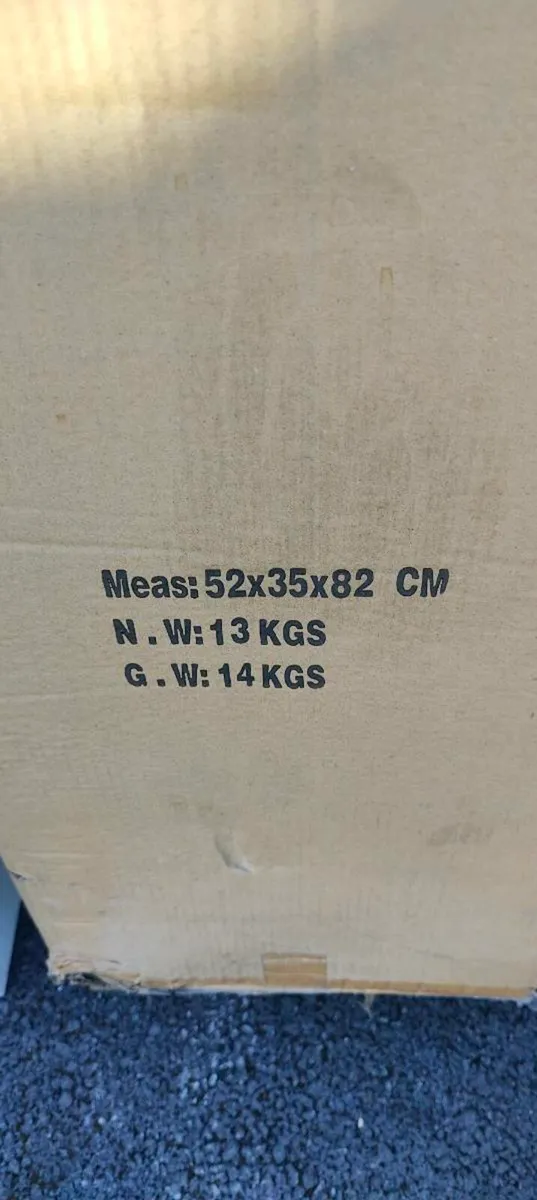 Meas: 52x35x82 CM
N . W: 13 KGS
G . W: 14 KGS